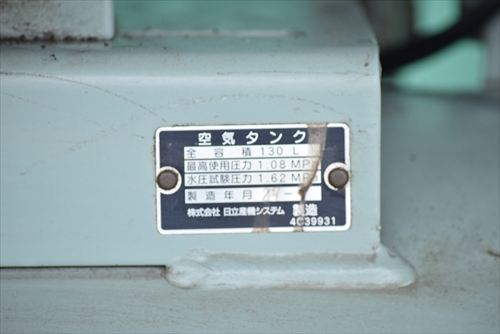 空気タンク
全容積 130 L
最高使用圧力 1.08 MPa
水圧試験圧力 1.62 MPa
製造年月
株式会社 日立産機システム 製造
4C39931